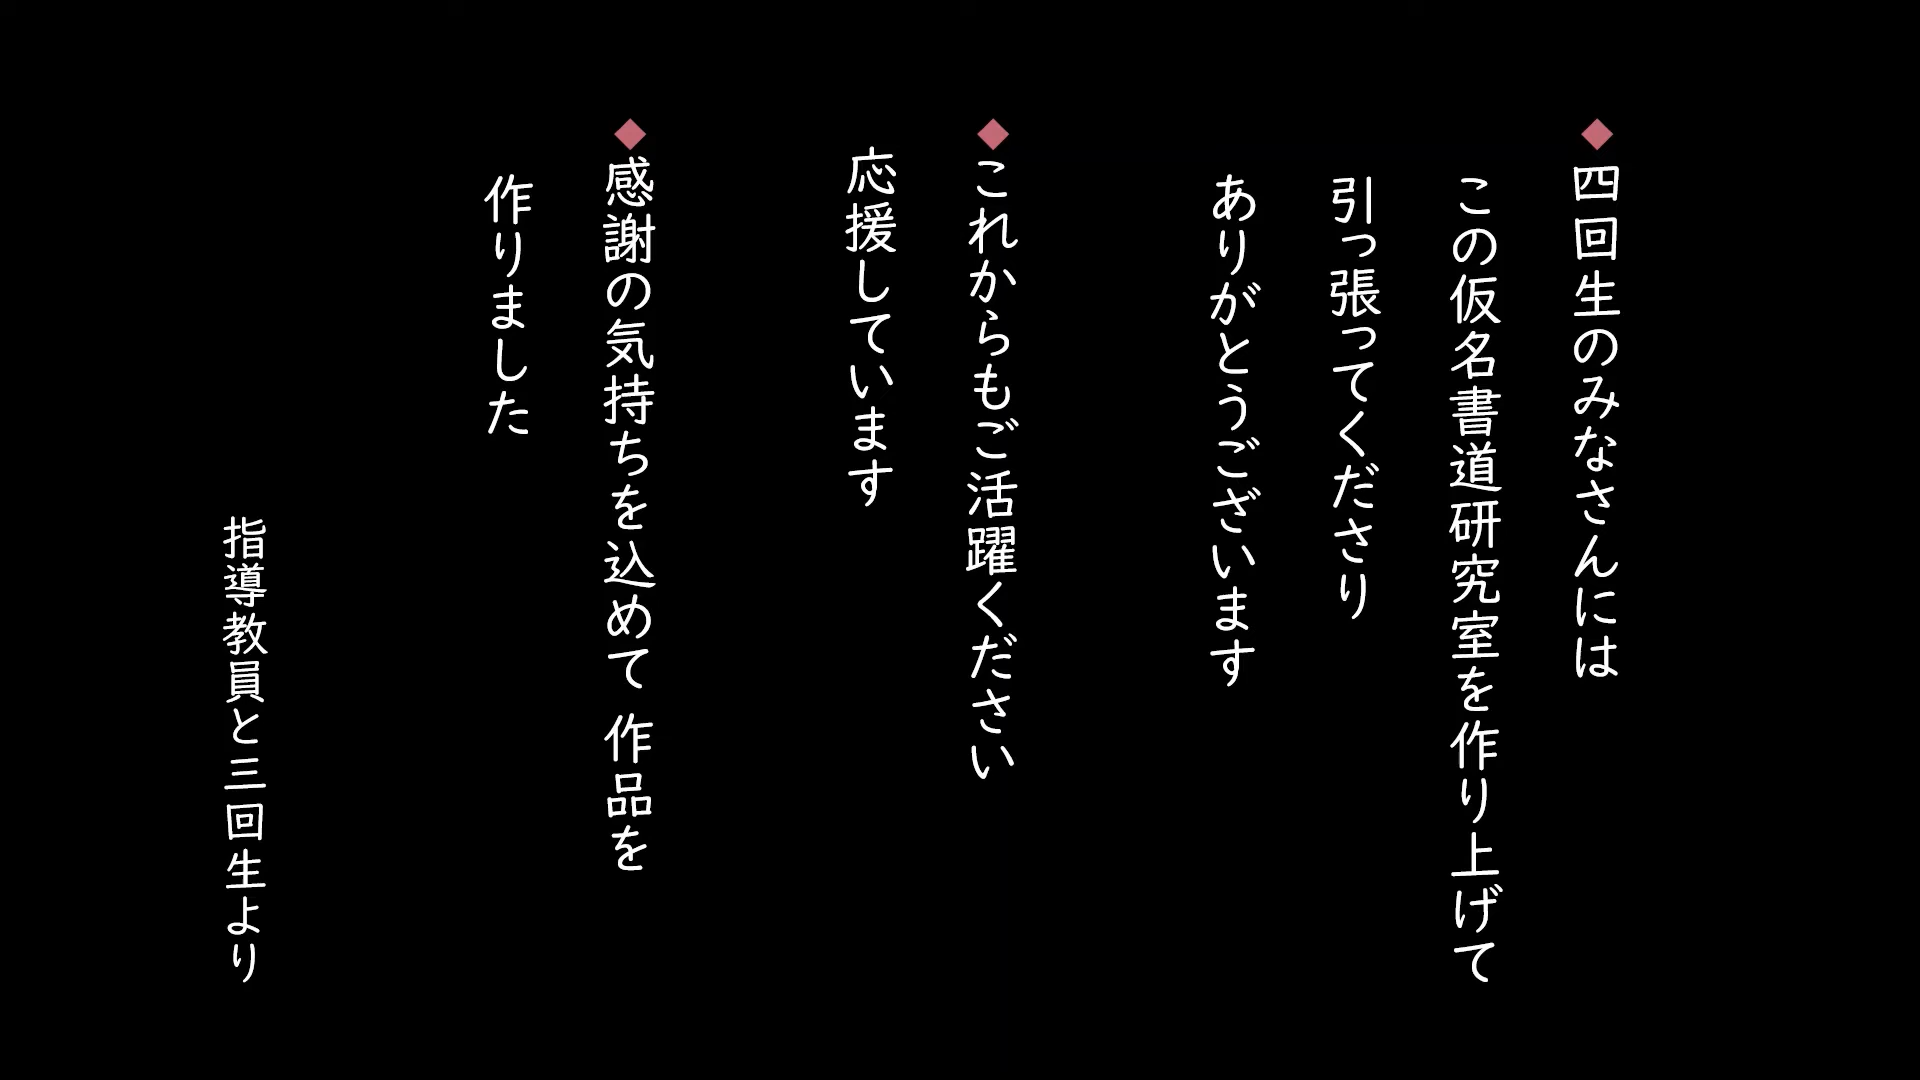 ◆四回生のみなさんには
この仮名書道研究室を作り上げて
引っ張ってくださり
ありがとうございます
◆これからもご活躍ください
応援しています
◆感謝の気持ちを込めて 作品を
作りました
指導教員と三回生より